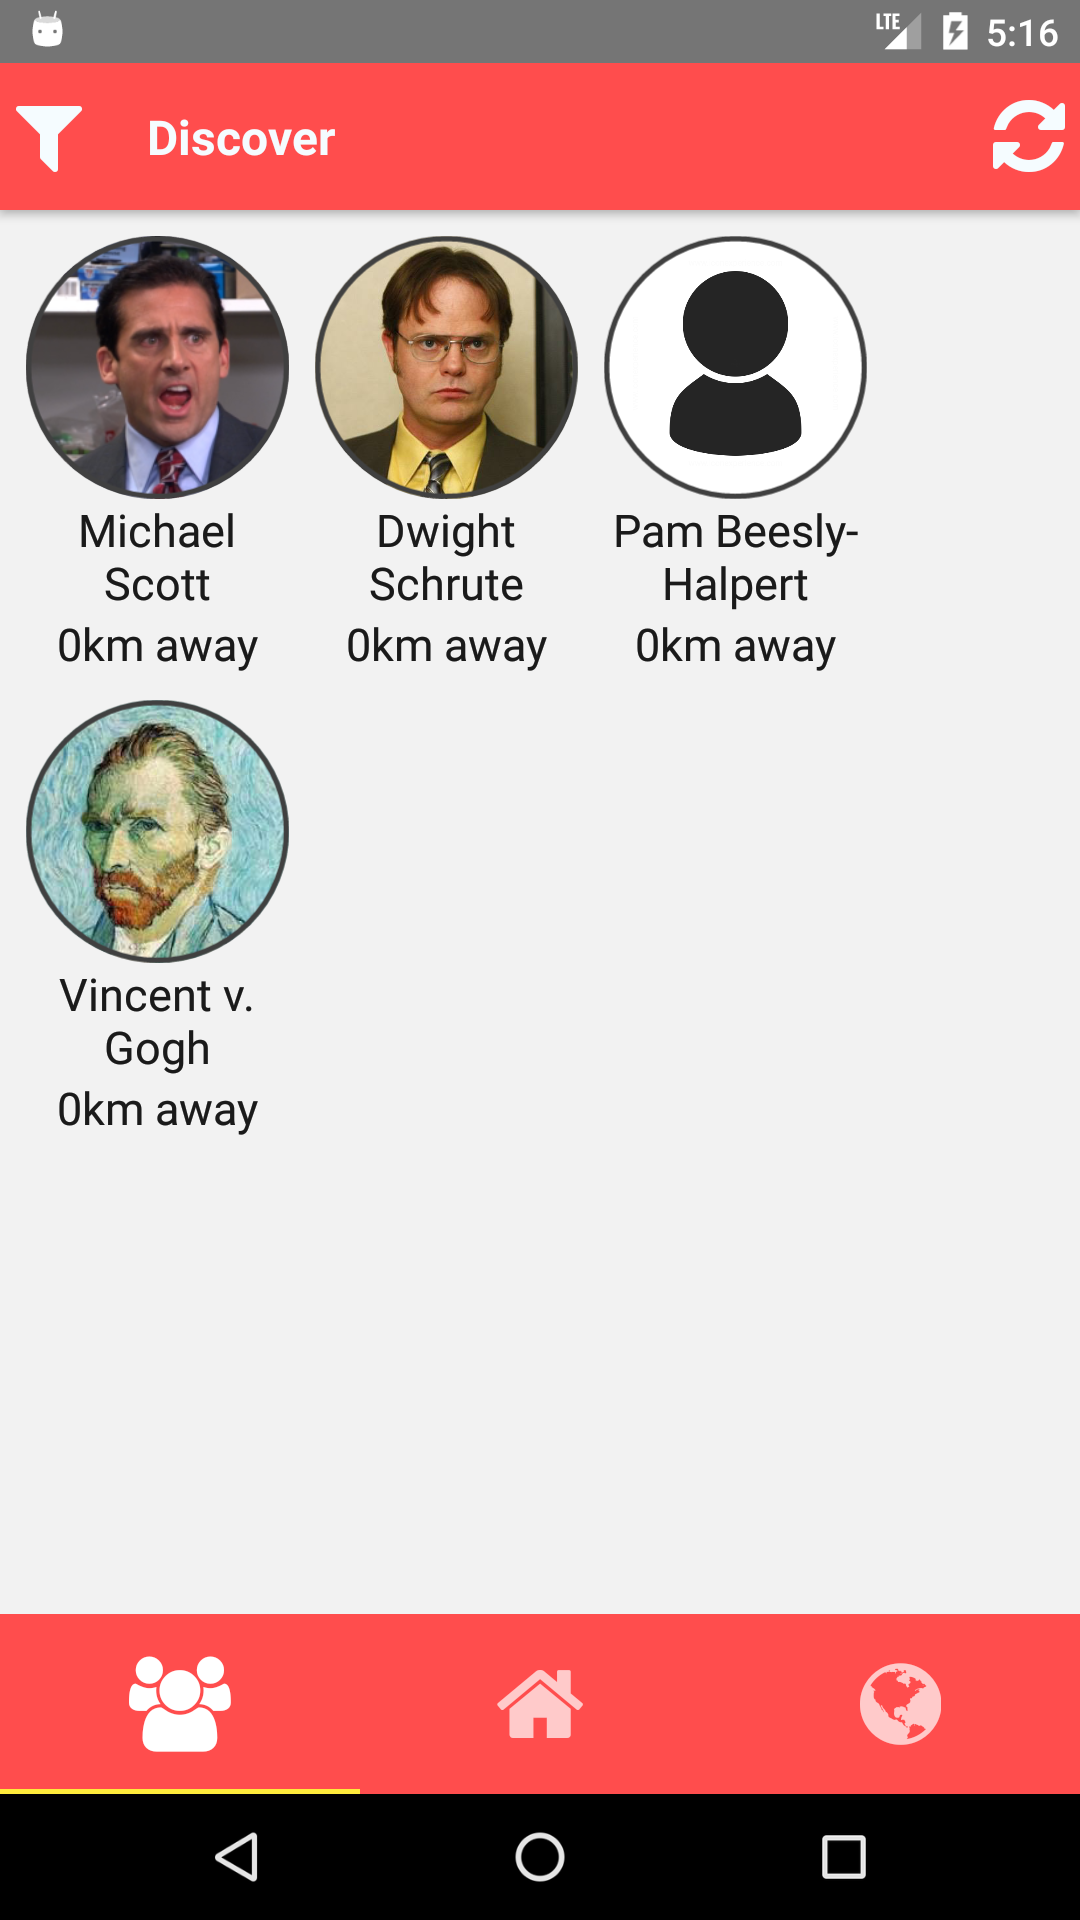 LTE 5:16
Discover
Michael
Scott
0km away
Dwight
Schrute
0km away
Pam Beesly-
Halpert
0km away
Vincent v.
Gogh
0km away